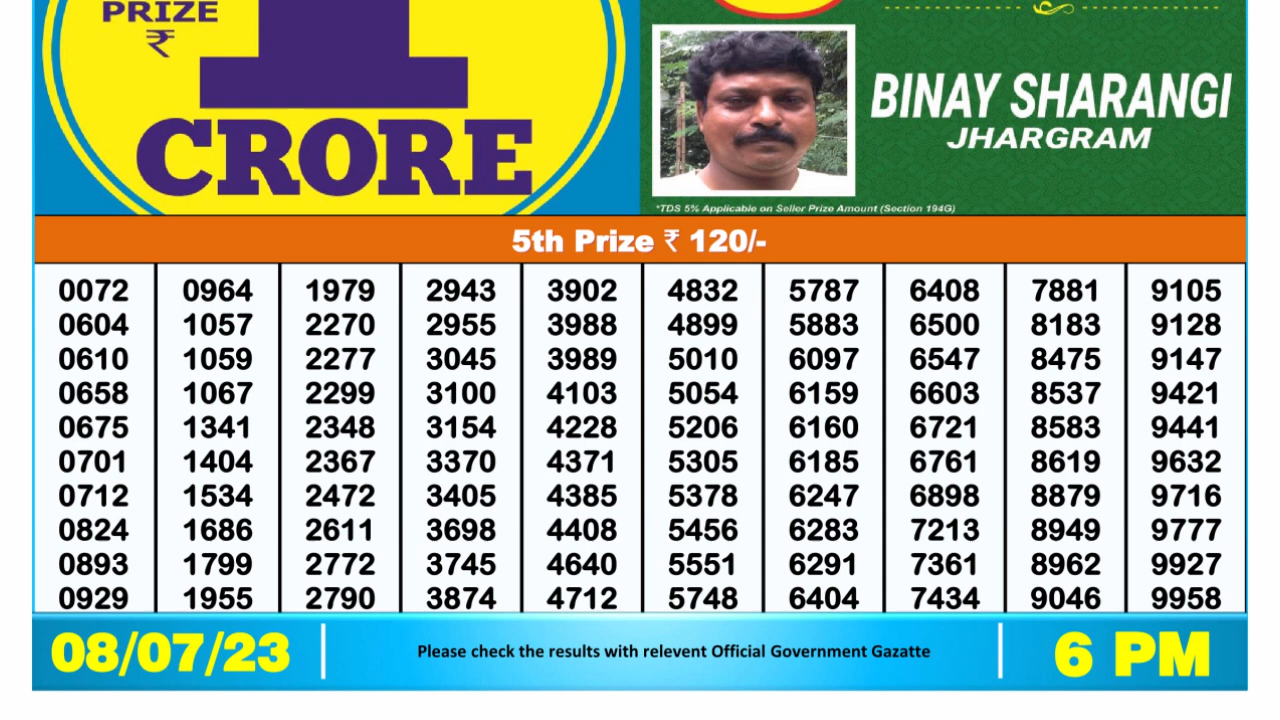 PRIZE
₹
1
CRORE
BINAY SHARANGI
JHARGRAM
*TDS 5% Applicable on Seller Prize Amount (Section 194G)
5th Prize ₹ 120/-
0072 0964 1979 2943 3902 4832 5787 6408 7881 9105
0604 1057 2270 2955 3988 4899 5883 6500 8183 9128
0610 1059 2277 3045 3989 5010 6097 6547 8475 9147
0658 1067 2299 3100 4103 5054 6159 6603 8537 9421
0675 1341 2348 3154 4228 5206 6160 6721 8583 9441
0701 1404 2367 3370 4371 5305 6185 6761 8619 9632
0712 1534 2472 3405 4385 5378 6247 6898 8879 9716
0824 1686 2611 3698 4408 5456 6283 7213 8949 9777
0893 1799 2772 3745 4640 5551 6291 7361 8962 9927
0929 1955 2790 3874 4712 5748 6404 7434 9046 9958
08/07/23
Please check the results with relevent Official Government Gazatte
6 PM